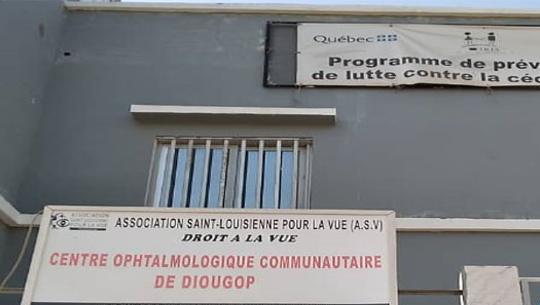 Québec
Programme de prév
de lutte contre la céc
ASSOCIATION
SAINT-LOUISIENNE
POUR LA VUE
ASSOCIATION SAINT-LOUISIENNE POUR LA VUE (A.S.V)
DROIT A LA VUE
CENTRE OPHTALMOLOGIQUE COMMUNAUTAIRE
DE DIOUGOP